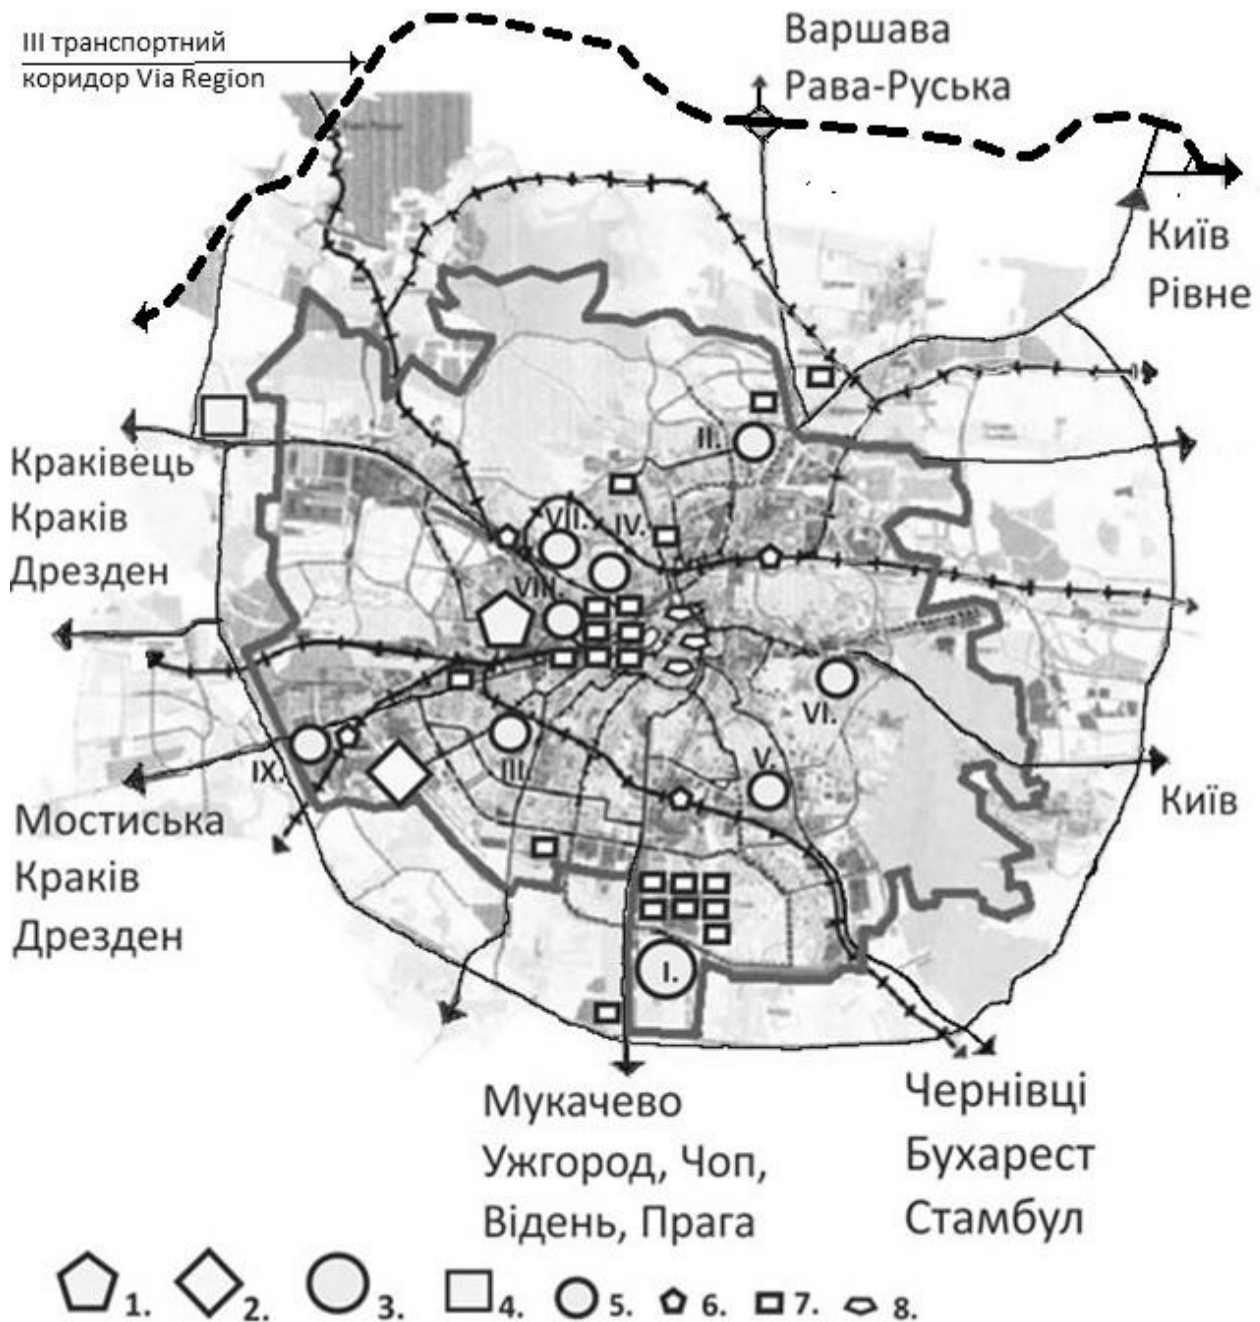 III транспортний
коридор Via Region
Варшава
Рава-Руська
Київ
Рівне
Краківець
Краків
Дрезден
II.
VII.
IV.
VIII.
VI.
IX.
III.
V.
I.
Київ
Мостиська
Краків
Дрезден
Мукачево
Ужгород, Чоп,
Відень, Прага
Чернівці
Бухарест
Стамбул
1. 2. 3. 4. 5. 6. 7. 8.